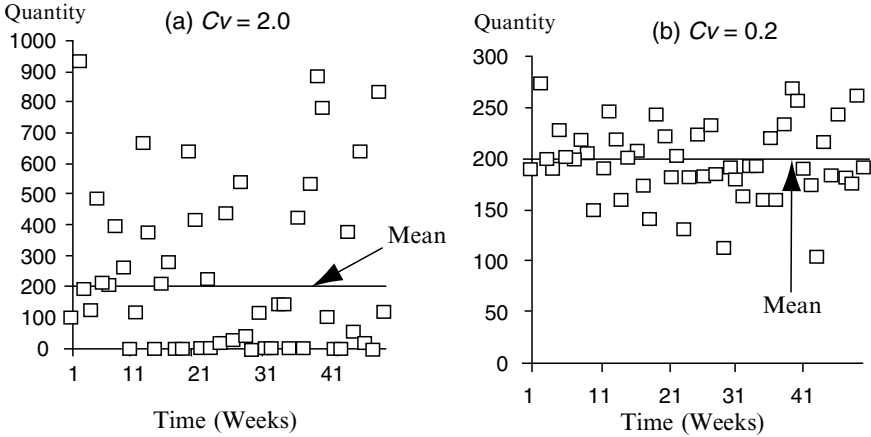 Quantity
(a) Cv = 2.0
1000
900
800
700
600
500
400
300
200
100
0
Mean
1 11 21 31 41
Time (Weeks)
Quantity
(b) Cv = 0.2
300
250
200
150
100
50
0
Mean
1 11 21 31 41
Time (Weeks)